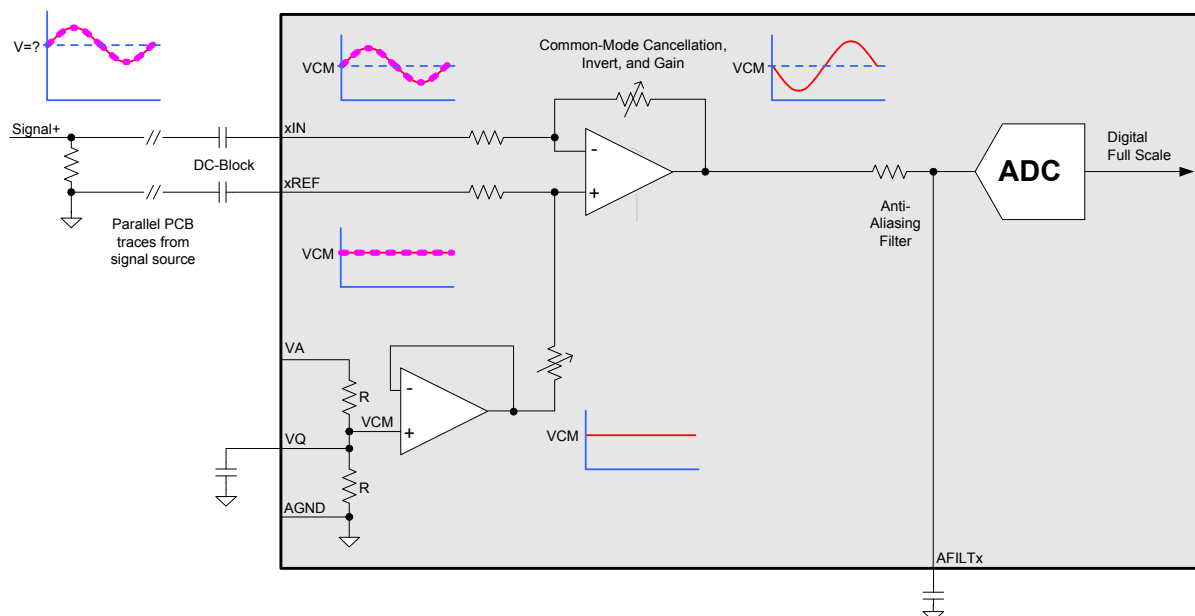 V=?
VCM
Common-Mode Cancellation,
Invert, and Gain
VCM
Signal+
xIN
DC-Block
-
xREF
+
Parallel PCB
traces from
signal source
VCM
Anti-
Aliasing
Filter
ADC
Digital
Full Scale
VA
R
-
VCM
+
VQ
VCM
R
AGND
AFILTx